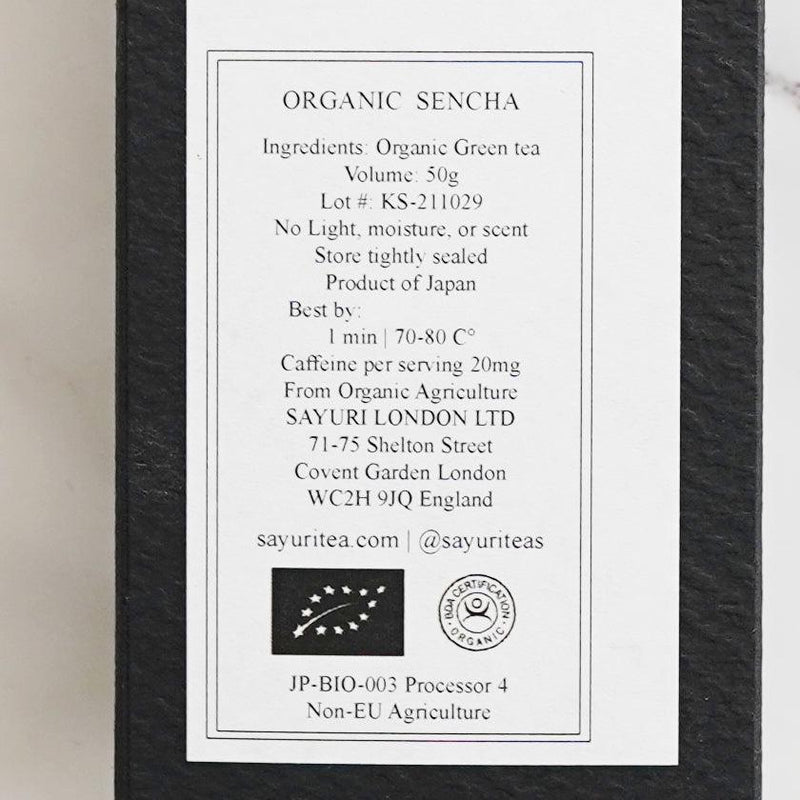 ORGANIC SENCHA
Ingredients: Organic Green tea
Volume: 50g
Lot #: KS-211029
No Light, moisture, or scent
Store tightly sealed
Product of Japan
Best by:
1 min | 70-80 C°
Caffeine per serving 20mg
From Organic Agriculture
SAYURI LONDON LTD
71-75 Shelton Street
Covent Garden London
WC2H 9JQ England
sayuritea.com | @sayuriteas
BDA CERTIFICATION
· ORGANIC ·
JP-BIO-003 Processor 4
Non-EU Agriculture